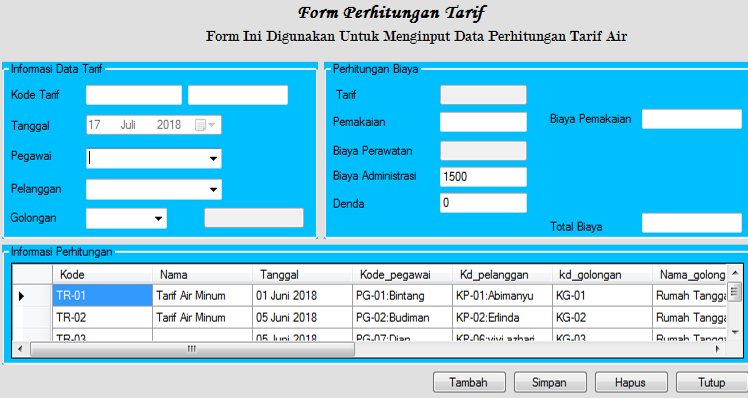 Form Perhitungan Tarif
Form Ini Digunakan Untuk Menginput Data Perhitungan Tarif Air
Informasi Data Tarif
Kode Tarif
Tanggal 17 Juli 2018
Pegawai
Pelanggan
Golongan
Perhitungan Biaya
Tarif
Pemakaian
Biaya Perawatan
Biaya Administrasi 1500
Denda 0
Biaya Pemakaian
Total Biaya
Informasi Perhitungan
Kode Nama Tanggal Kode_pegawai Kd_pelanggan kd_golongan Nama_golong
TR-01 Tarif Air Minum 01 Juni 2018 PG-01:Bintang KP-01:Abimanyu KG-01 Rumah Tangga
TR-02 Tarif Air Minum 05 Juni 2018 PG-02:Budiman KP-02:Erlinda KG-02 Rumah Tangga
TR-03 05 Juni 2018 PG-07:Dian KP-06:vivi azhari KG-03 Rumah Tangga
Tambah Simpan Hapus Tutup